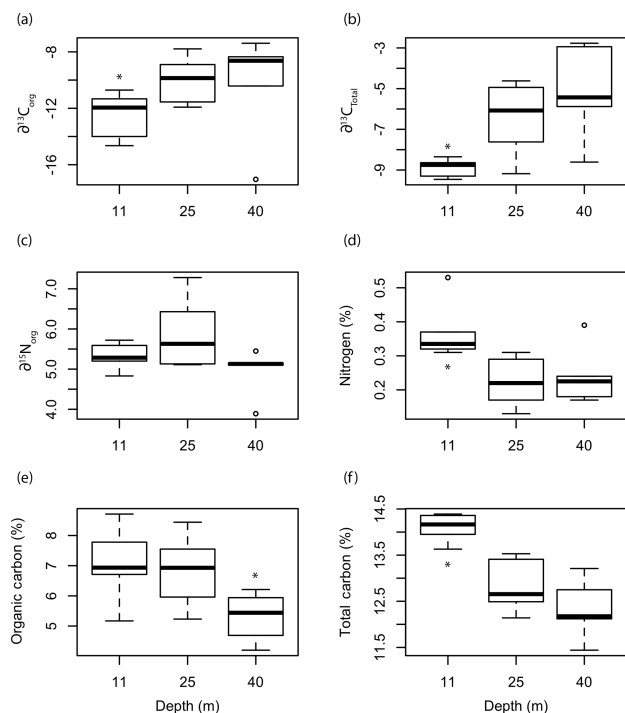 (a)
∂¹³Corg
-8
-12
-16
*
11 25 40
(b)
∂¹³CTotal
-3
-5
-7
-9
*
11 25 40
(c)
∂¹⁵Norg
7.0
6.0
5.0
4.0
11 25 40
(d)
Nitrogen (%)
0.5
0.3
0.2
*
11 25 40
(e)
Organic carbon (%)
8
7
6
5
*
11 25 40
Depth (m)
(f)
Total carbon (%)
14.5
13.5
12.5
11.5
*
11 25 40
Depth (m)